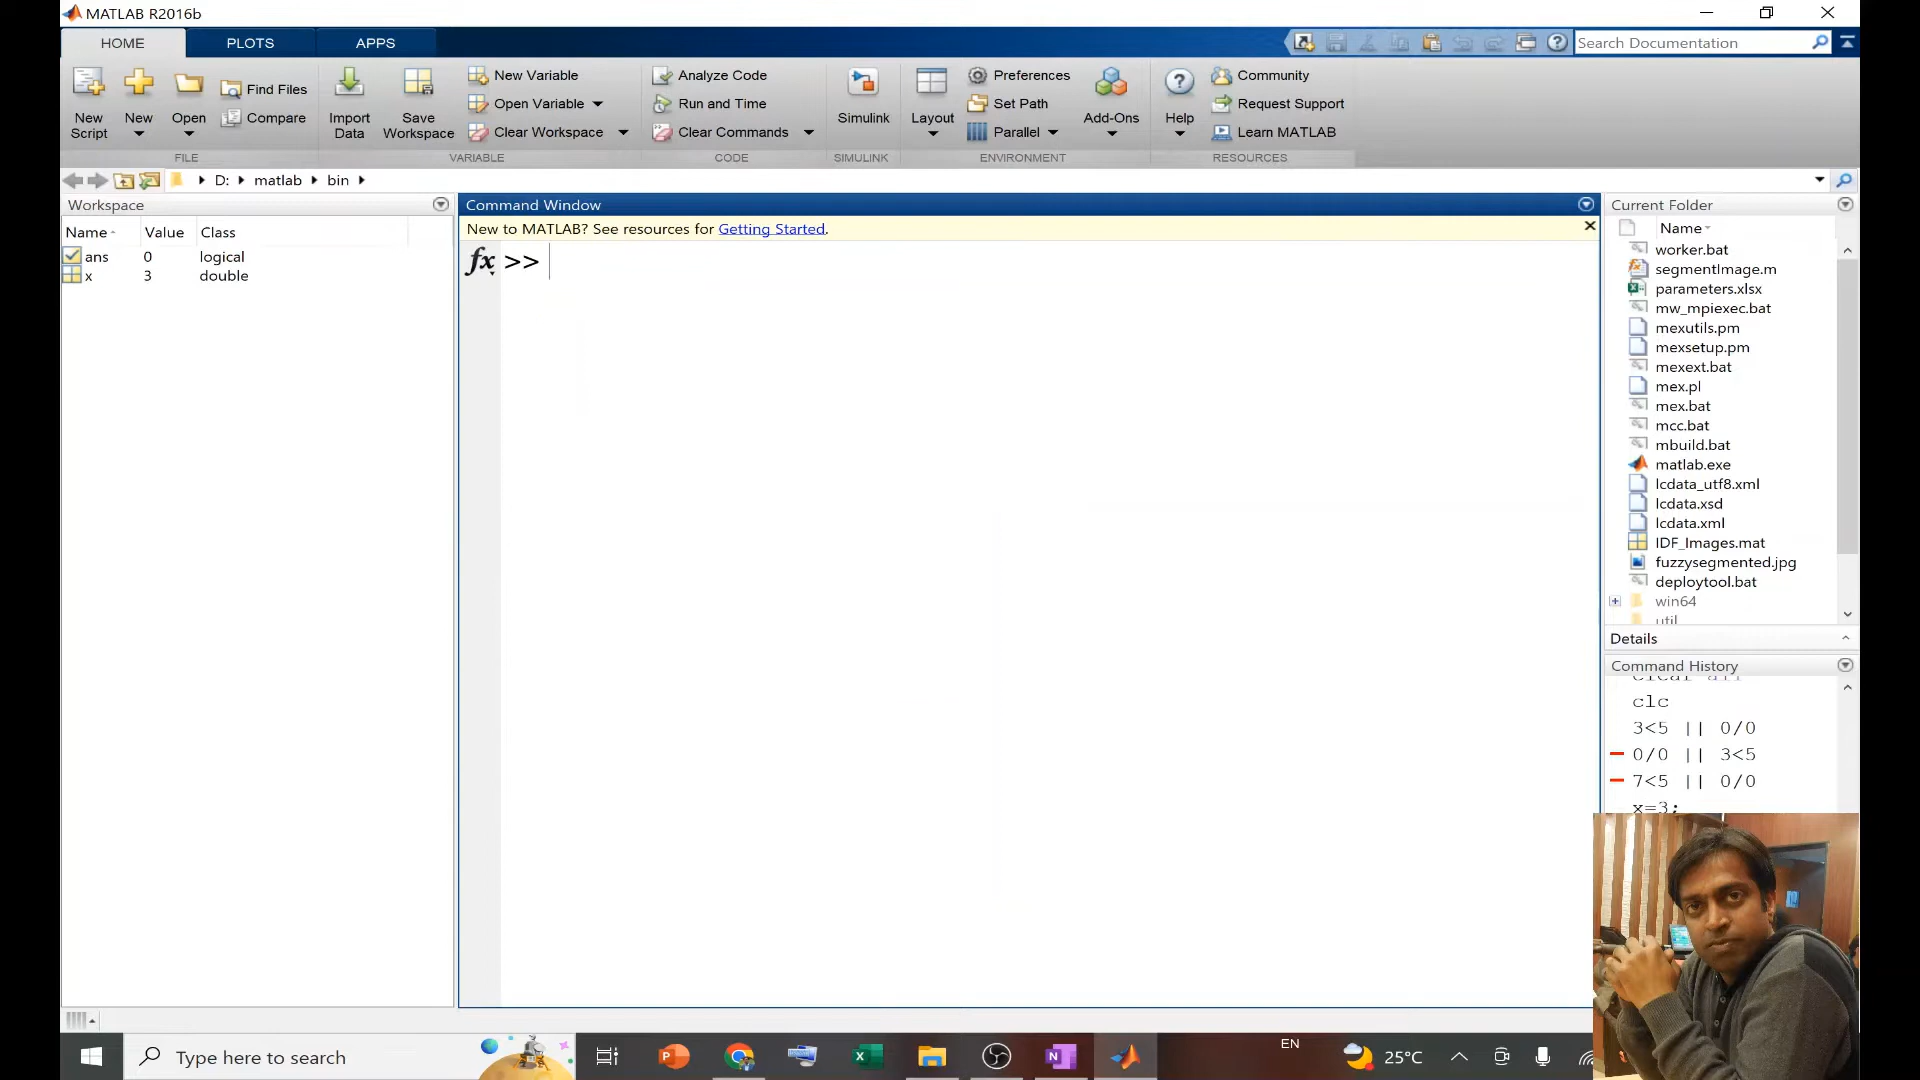 MATLAB R2016b
HOME PLOTS APPS
Search Documentation
New Script
New
Open
Find Files
Compare
Import Data
Save Workspace
New Variable
Open Variable
Clear Workspace
Analyze Code
Run and Time
Clear Commands
Simulink
Layout
Preferences
Set Path
Parallel
Add-Ons
Help
Community
Request Support
Learn MATLAB
FILE VARIABLE CODE SIMULINK ENVIRONMENT RESOURCES
D: matlab bin
Workspace
Name Value Class
ans 0 logical
x 3 double
Command Window
New to MATLAB? See resources for Getting Started.
fx >>
Current Folder
Name
worker.bat
segmentImage.m
parameters.xlsx
mw_mpiexec.bat
mexutils.pm
mexsetup.pm
mexext.bat
mex.pl
mex.bat
mcc.bat
mbuild.bat
matlab.exe
lcdata_utf8.xml
lcdata.xsd
lcdata.xml
IDF_Images.mat
fuzzysegmented.jpg
deploytool.bat
win64
util
Details
Command History
clear all
clc
3<5 || 0/0
0/0 || 3<5
7<5 || 0/0
x=3;
Type here to search
EN
25°C